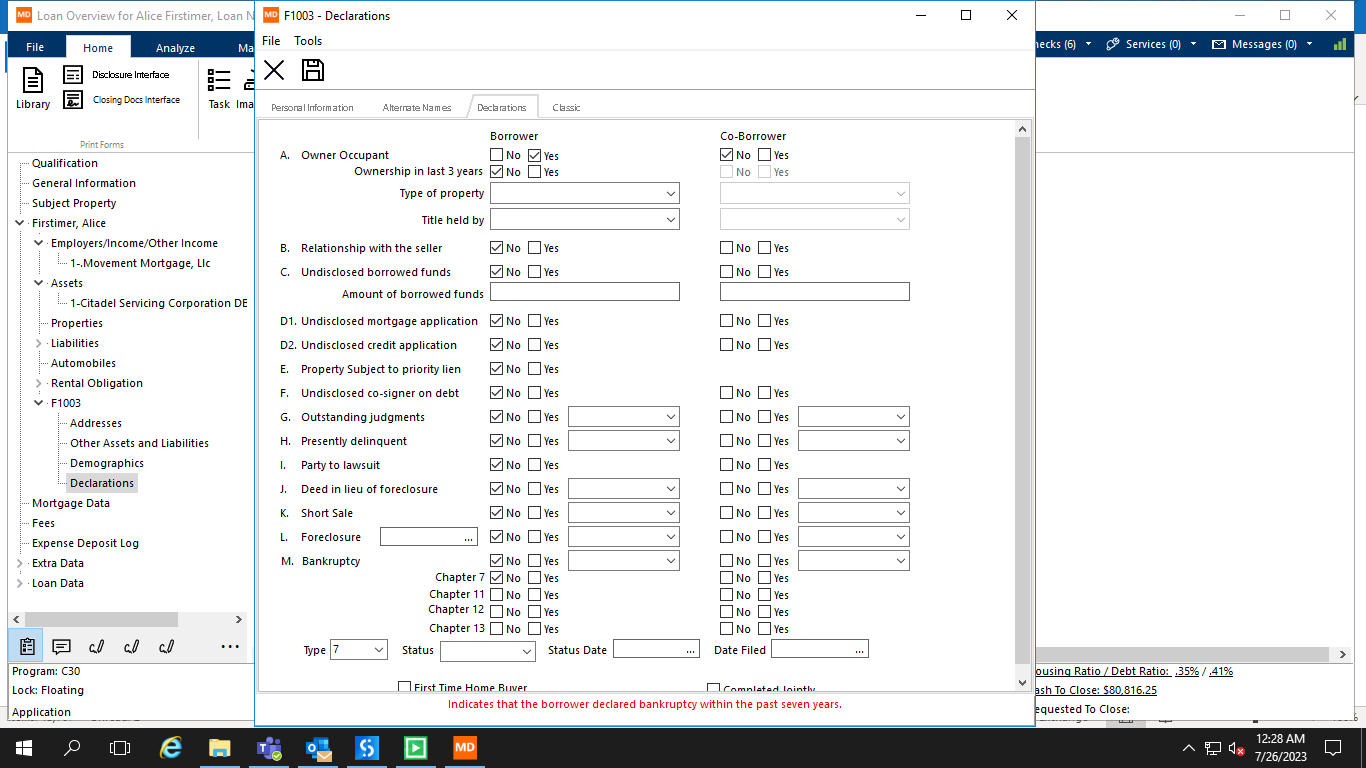 Loan Overview for Alice Firstimer, Loan N
F1003 - Declarations
File Home Analyze Ma
File Tools
hecks (6) Services (0) Messages (0)
Library
Disclosure Interface
Closing Docs Interface
Task Ima
Print Forms
Personal Information Alternate Names Declarations Classic
Qualification
General Information
Subject Property
Firstimer, Alice
Employers/Income/Other Income
1-.Movement Mortgage, Llc
Assets
1-Citadel Servicing Corporation DE
Properties
Liabilities
Automobiles
Rental Obligation
F1003
Addresses
Other Assets and Liabilities
Demographics
Declarations
Mortgage Data
Fees
Expense Deposit Log
Extra Data
Loan Data
Program: C30
Lock: Floating
Application
Borrower Co-Borrower
A. Owner Occupant No Yes No Yes
Ownership in last 3 years No Yes No Yes
Type of property
Title held by
B. Relationship with the seller No Yes No Yes
C. Undisclosed borrowed funds No Yes No Yes
Amount of borrowed funds
D1. Undisclosed mortgage application No Yes No Yes
D2. Undisclosed credit application No Yes No Yes
E. Property Subject to priority lien No Yes
F. Undisclosed co-signer on debt No Yes No Yes
G. Outstanding judgments No Yes No Yes
H. Presently delinquent No Yes No Yes
I. Party to lawsuit No Yes No Yes
J. Deed in lieu of foreclosure No Yes No Yes
K. Short Sale No Yes No Yes
L. Foreclosure ... No Yes No Yes
M. Bankruptcy No Yes No Yes
Chapter 7 No Yes No Yes
Chapter 11 No Yes No Yes
Chapter 12 No Yes No Yes
Chapter 13 No Yes No Yes
Type 7 Status Status Date ... Date Filed ...
First Time Home Buyer Completed Jointly
Indicates that the borrower declared bankruptcy within the past seven years.
ousing Ratio / Debt Ratio: .35% / .41%
ash To Close: $80,816.25
equested To Close:
12:28 AM
7/26/2023